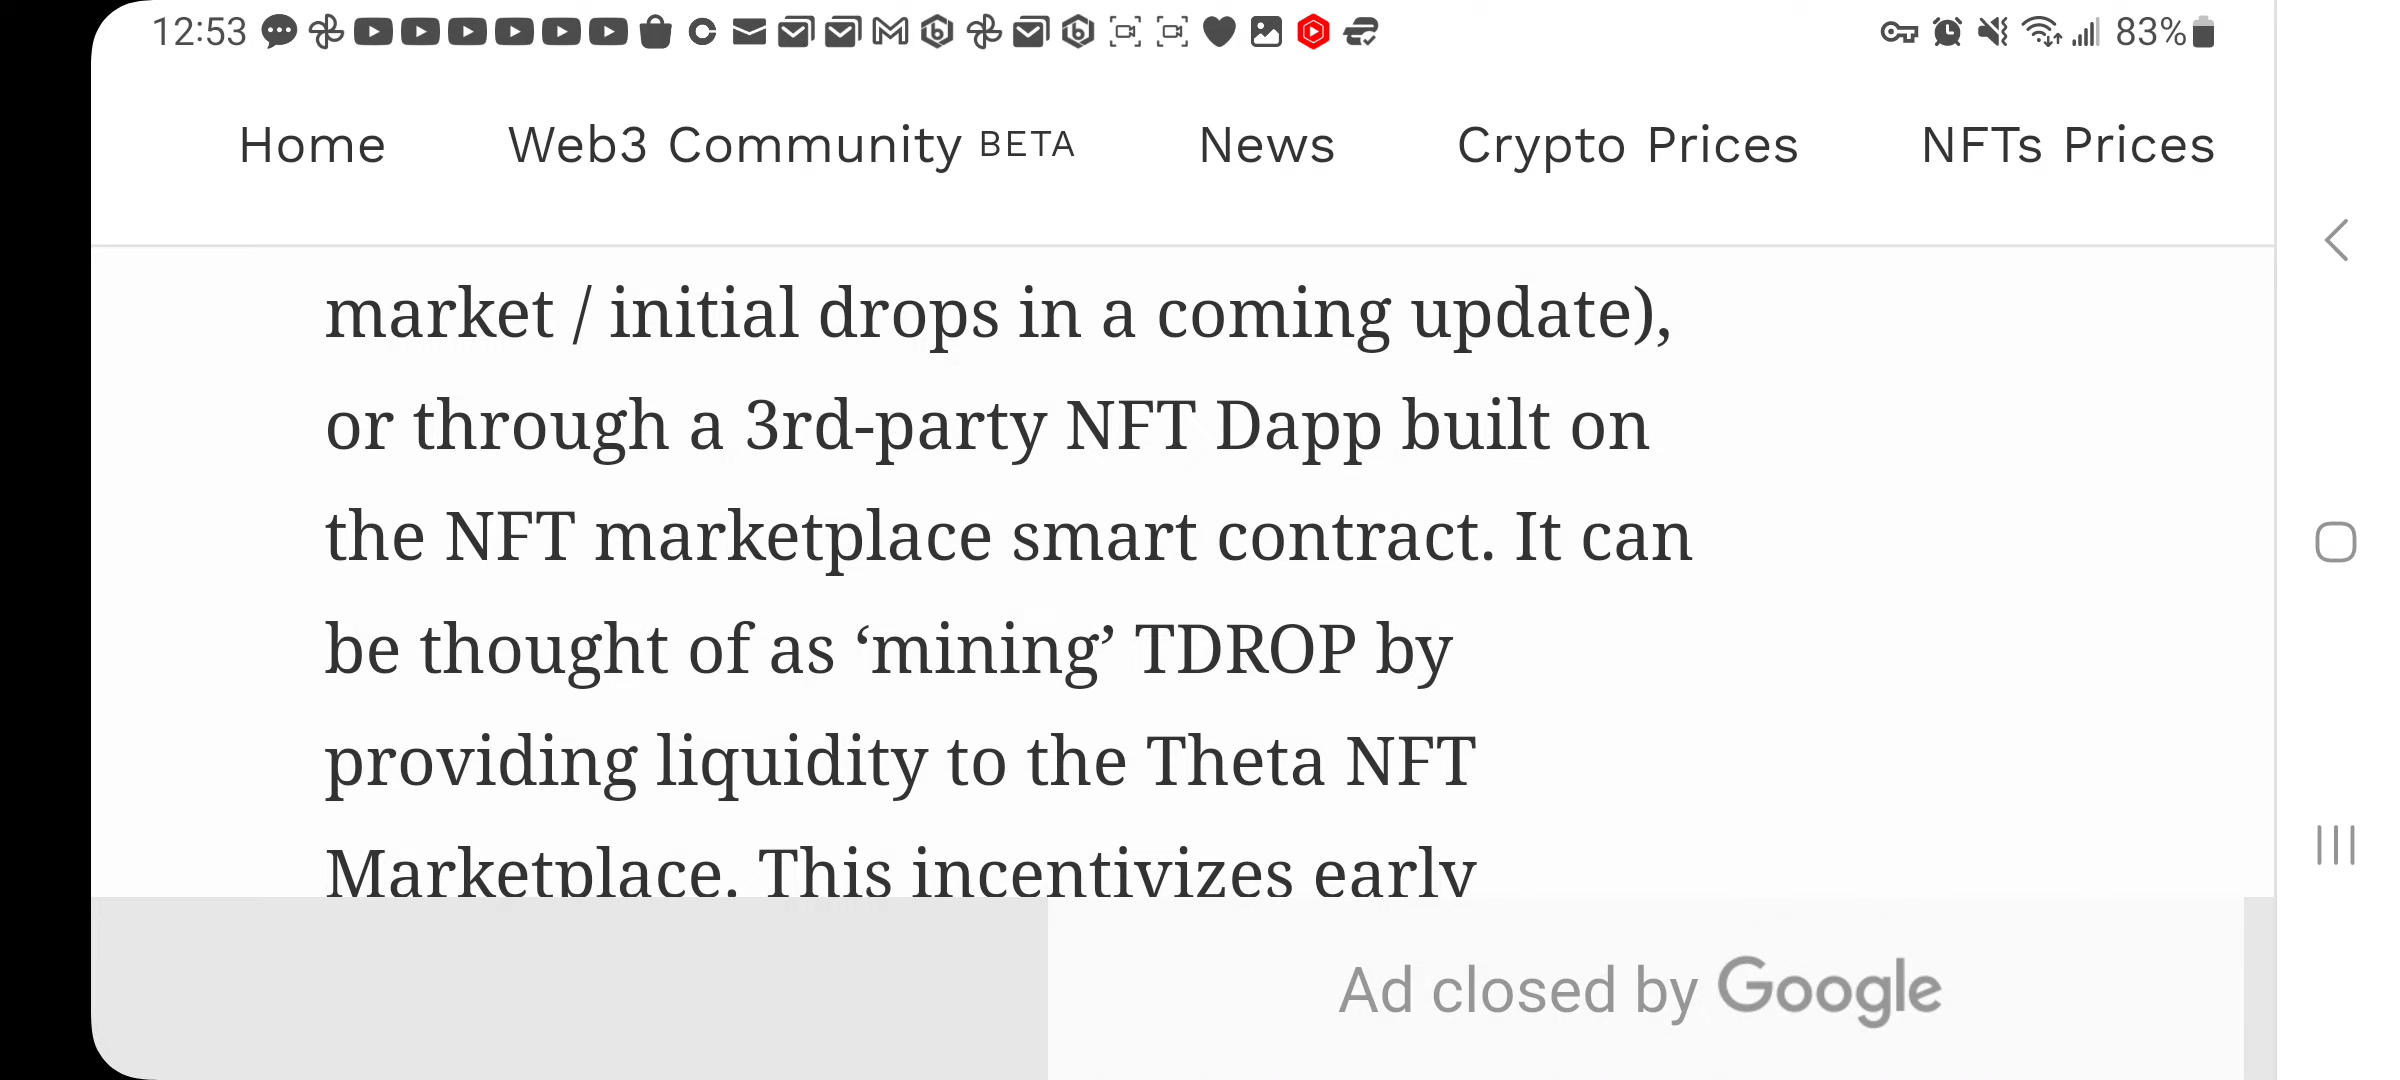 12:53 83%
Home Web3 Community BETA News Crypto Prices NFTs Prices
market / initial drops in a coming update),
or through a 3rd-party NFT Dapp built on
the NFT marketplace smart contract. It can
be thought of as ‘mining’ TDROP by
providing liquidity to the Theta NFT
Marketplace. This incentivizes early
Ad closed by Google